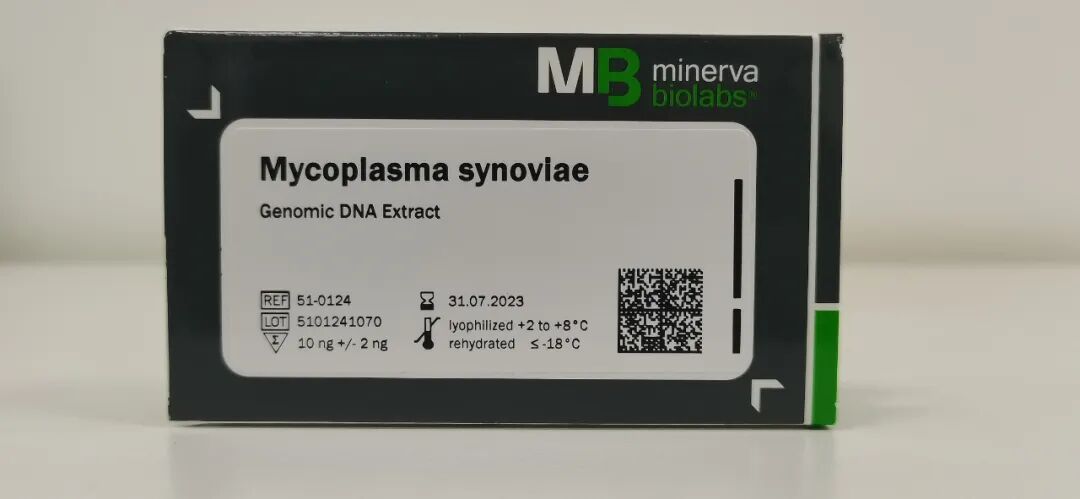 MB minerva
biolabs
Mycoplasma synoviae
Genomic DNA Extract
REF 51-0124
LOT 5101241070
Σ 10 ng +/- 2 ng
31.07.2023
lyophilized +2 to +8°C
rehydrated ≤ -18°C